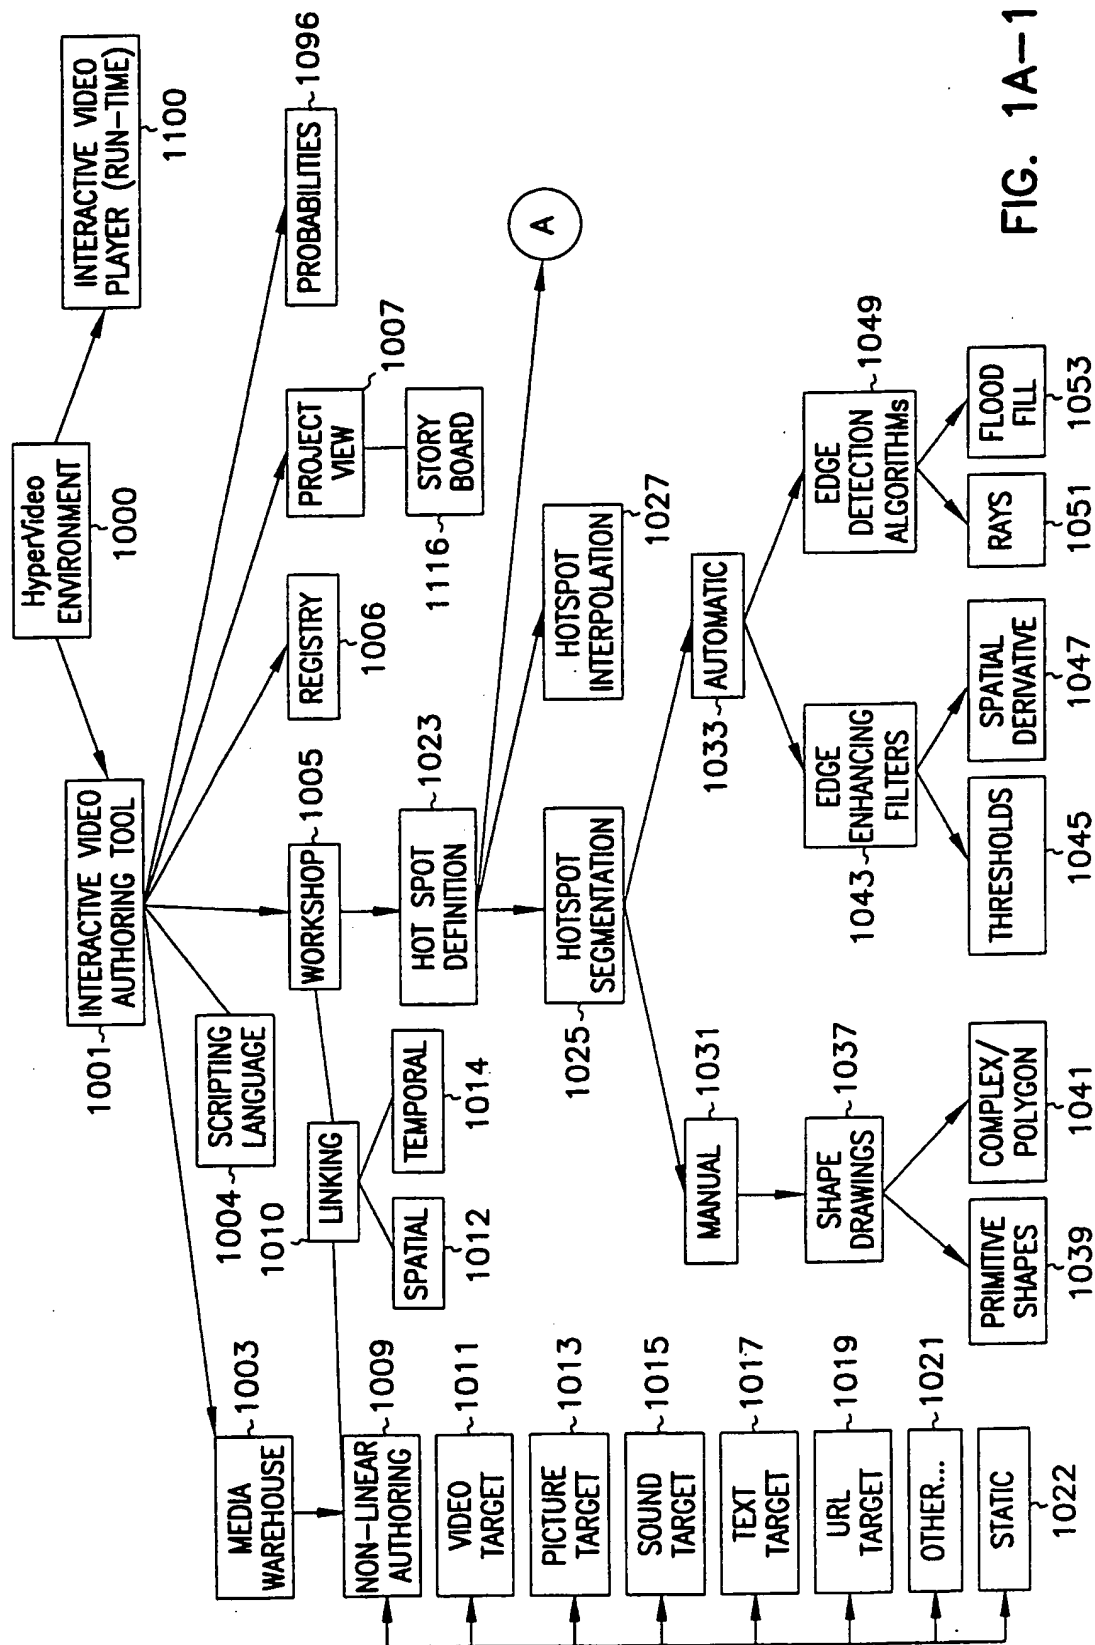 HyperVideo
ENVIRONMENT
1000
INTERACTIVE VIDEO
PLAYER (RUN-TIME)
1100
INTERACTIVE VIDEO
AUTHORING TOOL
1001
PROBABILITIES
1096
PROJECT
VIEW
1007
STORY
BOARD
1116
REGISTRY
1006
WORKSHOP
1005
SCRIPTING
LANGUAGE
1004
MEDIA
WAREHOUSE
1003
LINKING
1010
SPATIAL
1012
TEMPORAL
1014
HOT SPOT
DEFINITION
1023
A
HOTSPOT
INTERPOLATION
1027
HOTSPOT
SEGMENTATION
1025
NON-LINEAR
AUTHORING
1009
VIDEO
TARGET
1011
PICTURE
TARGET
1013
SOUND
TARGET
1015
TEXT
TARGET
1017
URL
TARGET
1019
OTHER...
1021
STATIC
1022
MANUAL
1031
SHAPE
DRAWINGS
1037
PRIMITIVE
SHAPES
1039
COMPLEX/
POLYGON
1041
AUTOMATIC
1033
EDGE
ENHANCING
FILTERS
1043
THRESHOLDS
1045
SPATIAL
DERIVATIVE
1047
EDGE
DETECTION
ALGORITHMs
1049
RAYS
1051
FLOOD
FILL
1053
FIG. 1A-1